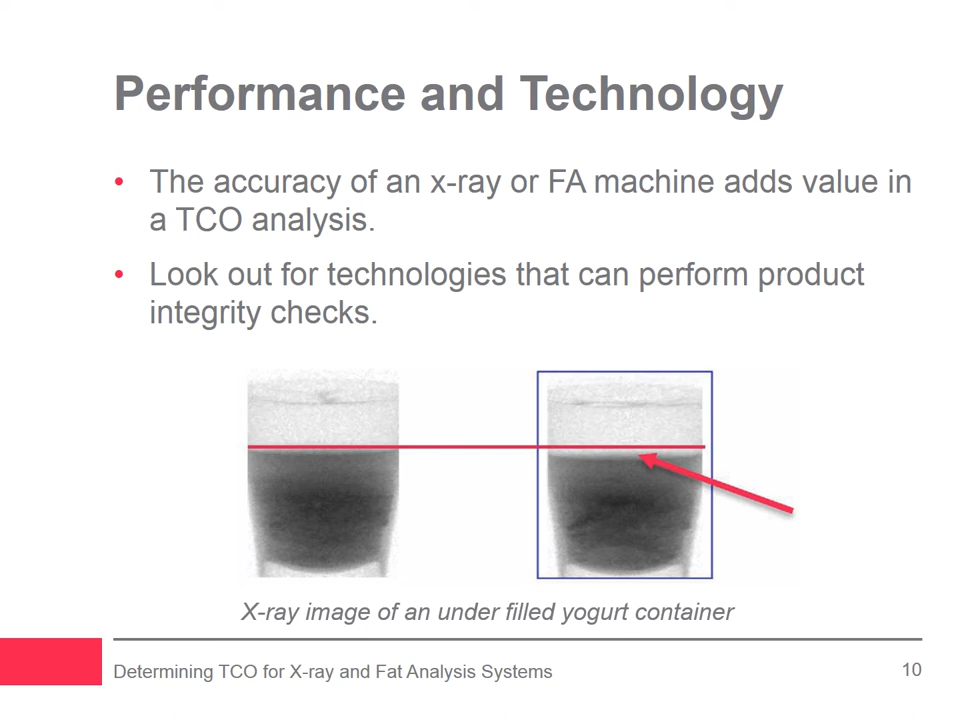 Performance and Technology
• The accuracy of an x-ray or FA machine adds value in
a TCO analysis.
• Look out for technologies that can perform product
integrity checks.
X-ray image of an under filled yogurt container
Determining TCO for X-ray and Fat Analysis Systems
10